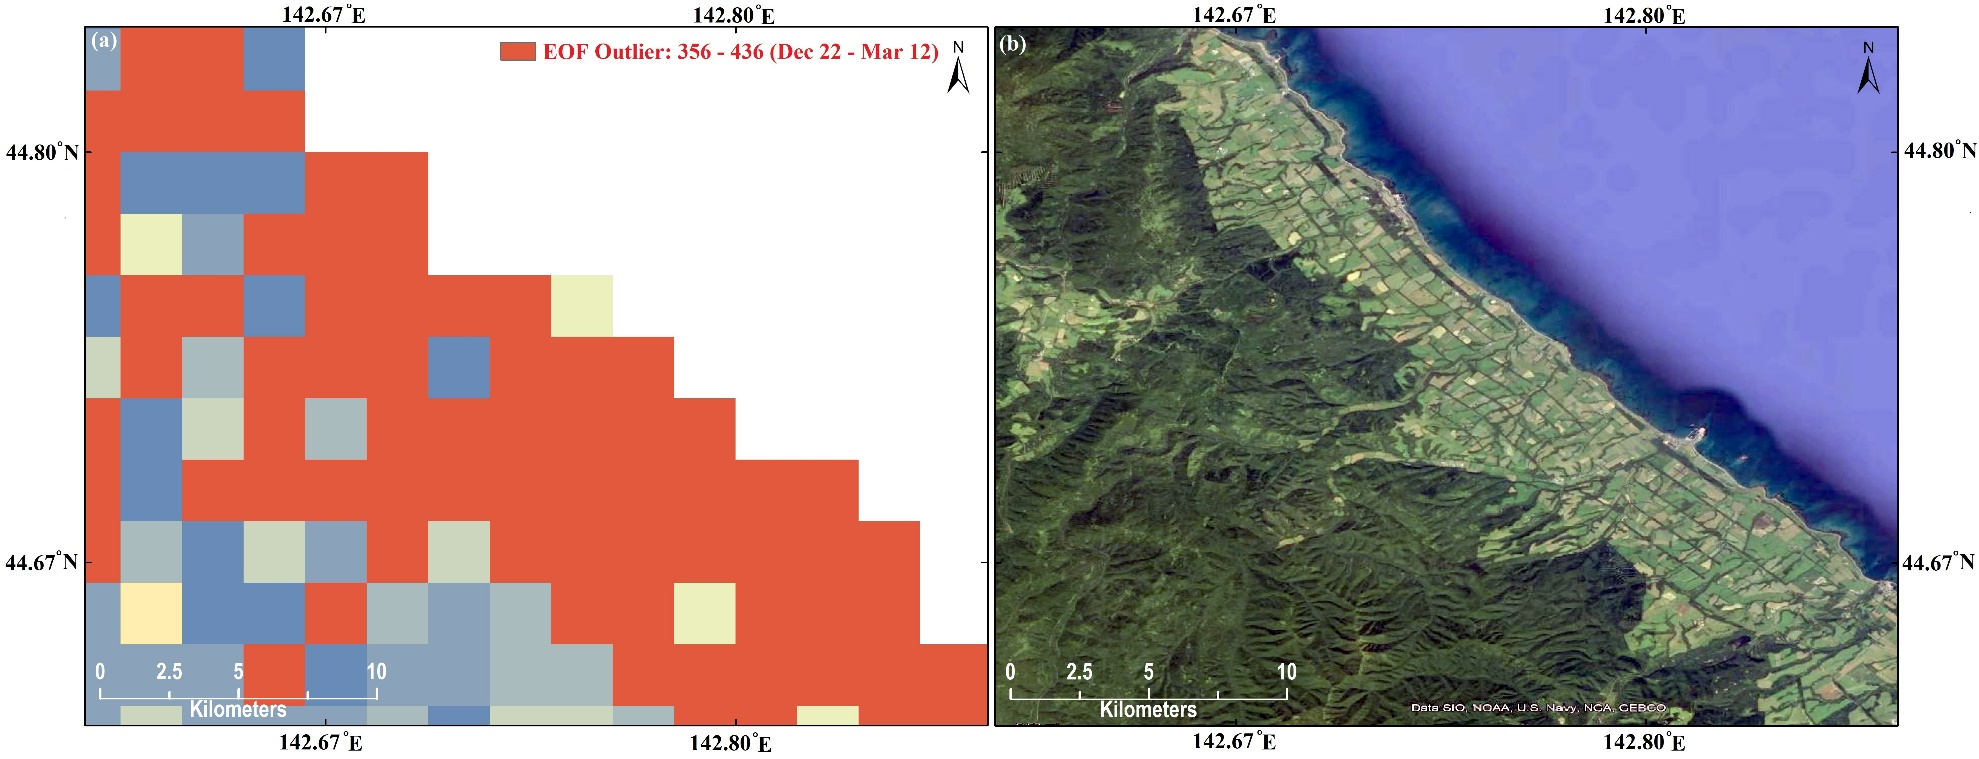 142.67°E 142.80°E 142.67°E 142.80°E
(a) EOF Outlier: 356 - 436 (Dec 22 - Mar 12) N (b) N
44.80°N 44.80°N
44.67°N 44.67°N
0 2.5 5 10 0 2.5 5 10
Kilometers Kilometers Data SIO, NOAA, U.S. Navy, NGA, GEBCO
142.67°E 142.80°E 142.67°E 142.80°E